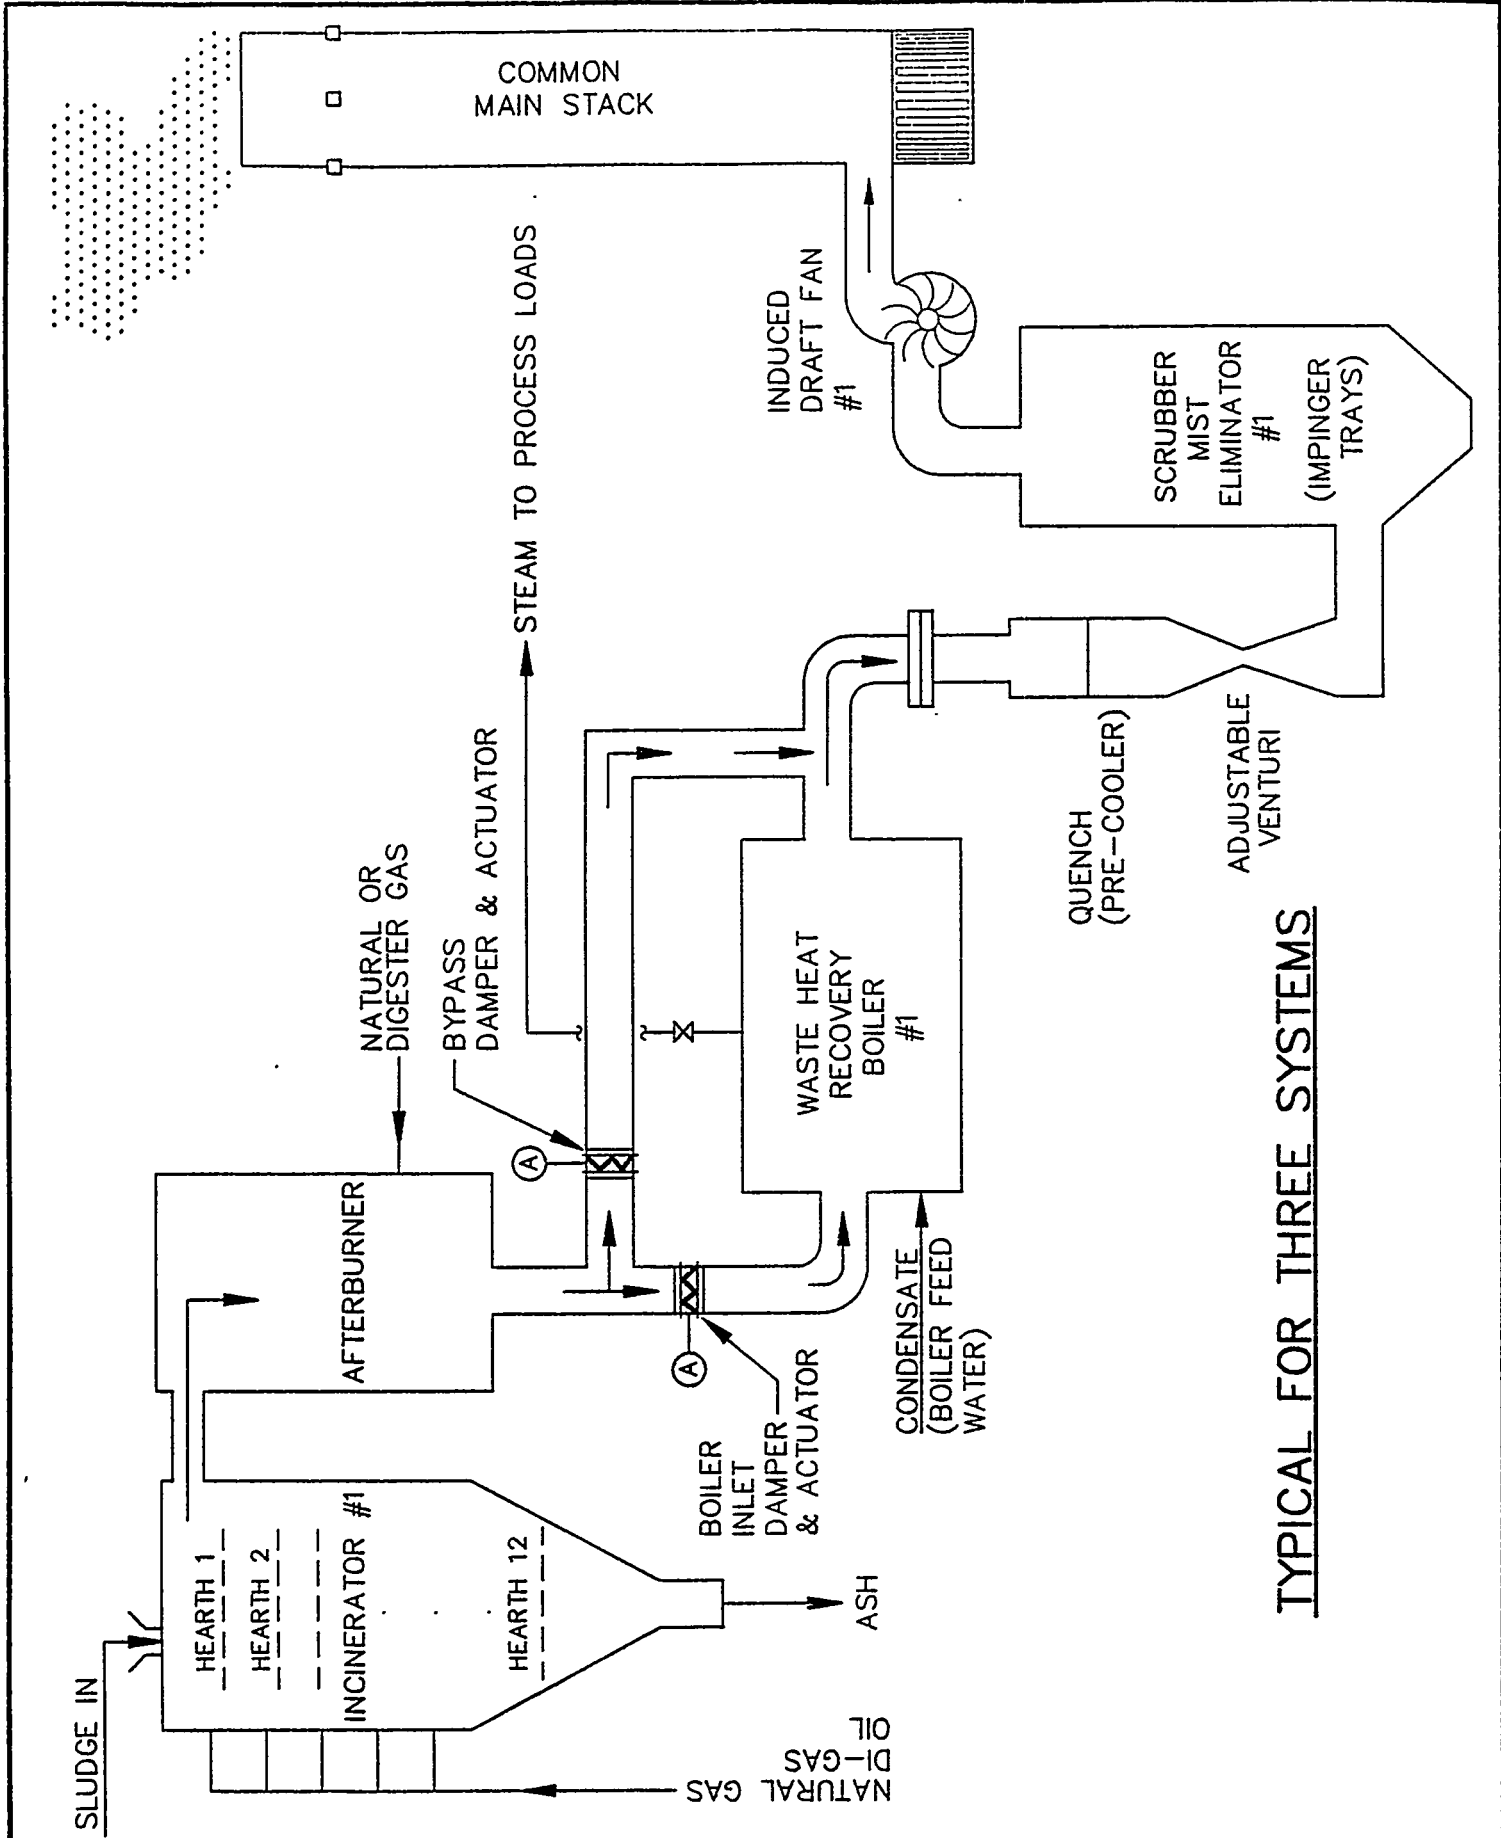 SLUDGE IN
HEARTH 1
HEARTH 2
INCINERATOR #1
HEARTH 12
ASH
NATURAL GAS
DI-GAS
OIL
AFTERBURNER
NATURAL OR
DIGESTER GAS
BYPASS
DAMPER & ACTUATOR
A
A
BOILER
INLET
DAMPER
& ACTUATOR
STEAM TO PROCESS LOADS
WASTE HEAT
RECOVERY
BOILER
#1
CONDENSATE
(BOILER FEED
WATER)
QUENCH
(PRE-COOLER)
ADJUSTABLE
VENTURI
INDUCED
DRAFT FAN
#1
SCRUBBER
MIST
ELIMINATOR
#1
(IMPINGER
TRAYS)
COMMON
MAIN STACK
TYPICAL FOR THREE SYSTEMS